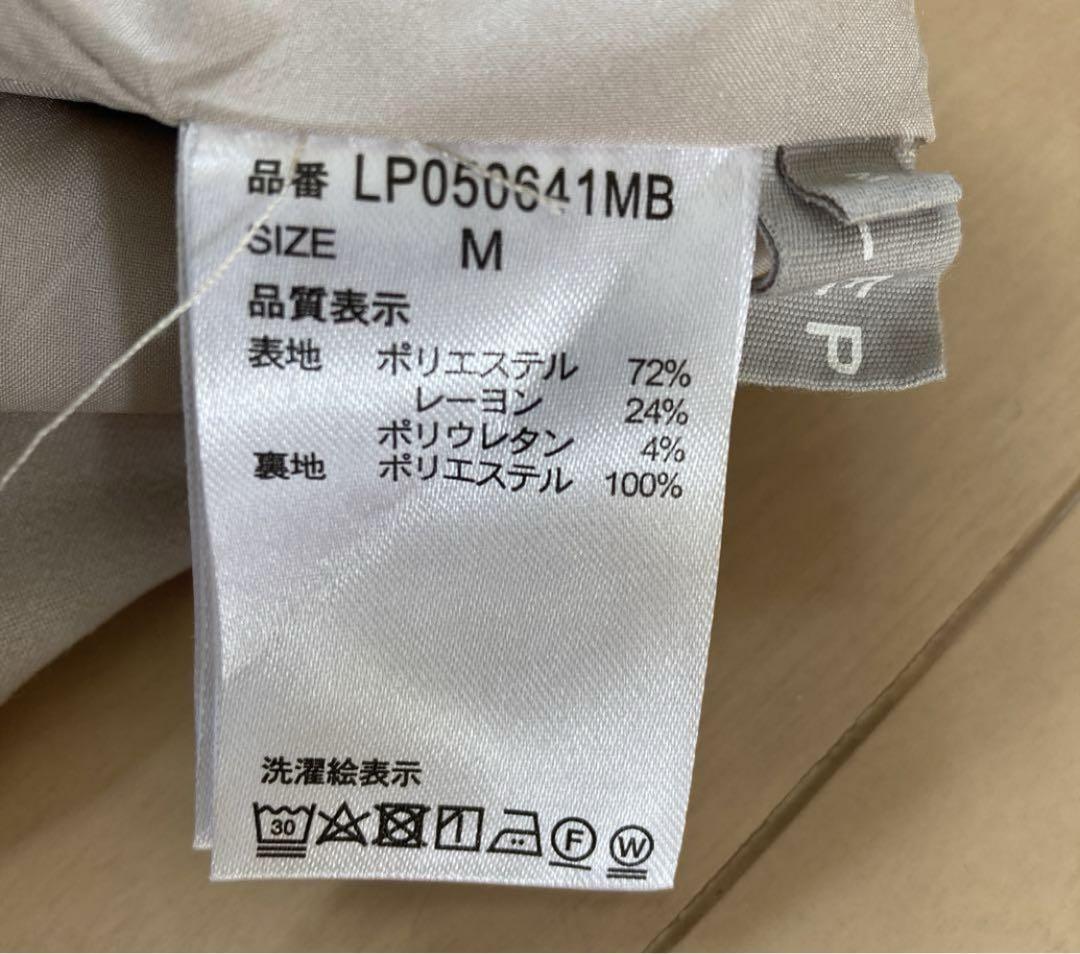 品番 LP050641MB
SIZE M
品質表示
表地 ポリエステル 72%
レーヨン 24%
ポリウレタン 4%
裏地 ポリエステル 100%
洗濯絵表示
30
F
W
P